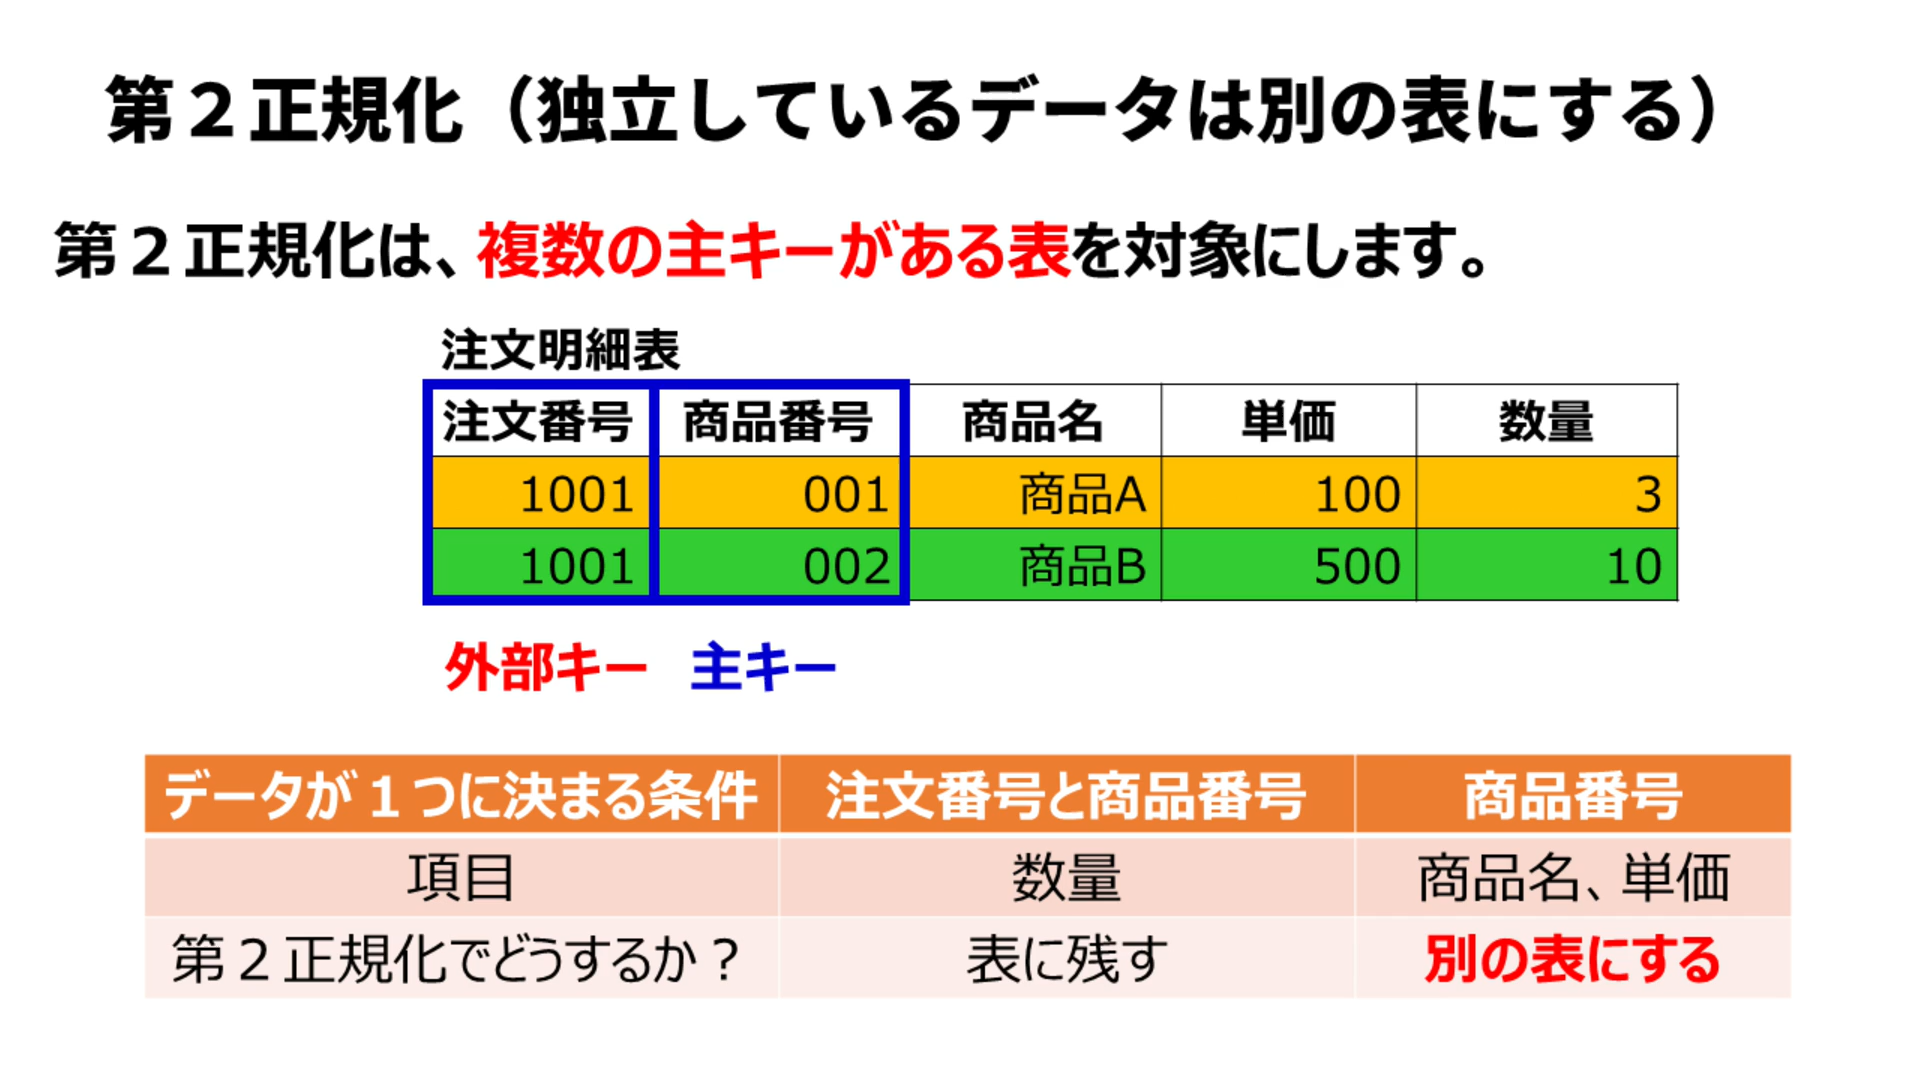 第２正規化（独立しているデータは別の表にする）
第２正規化は、複数の主キーがある表を対象にします。
注文明細表
注文番号 商品番号 商品名 単価 数量
1001 001 商品A 100 3
1001 002 商品B 500 10
外部キー 主キー
データが１つに決まる条件 注文番号と商品番号 商品番号
項目 数量 商品名、単価
第２正規化でどうするか？ 表に残す 別の表にする